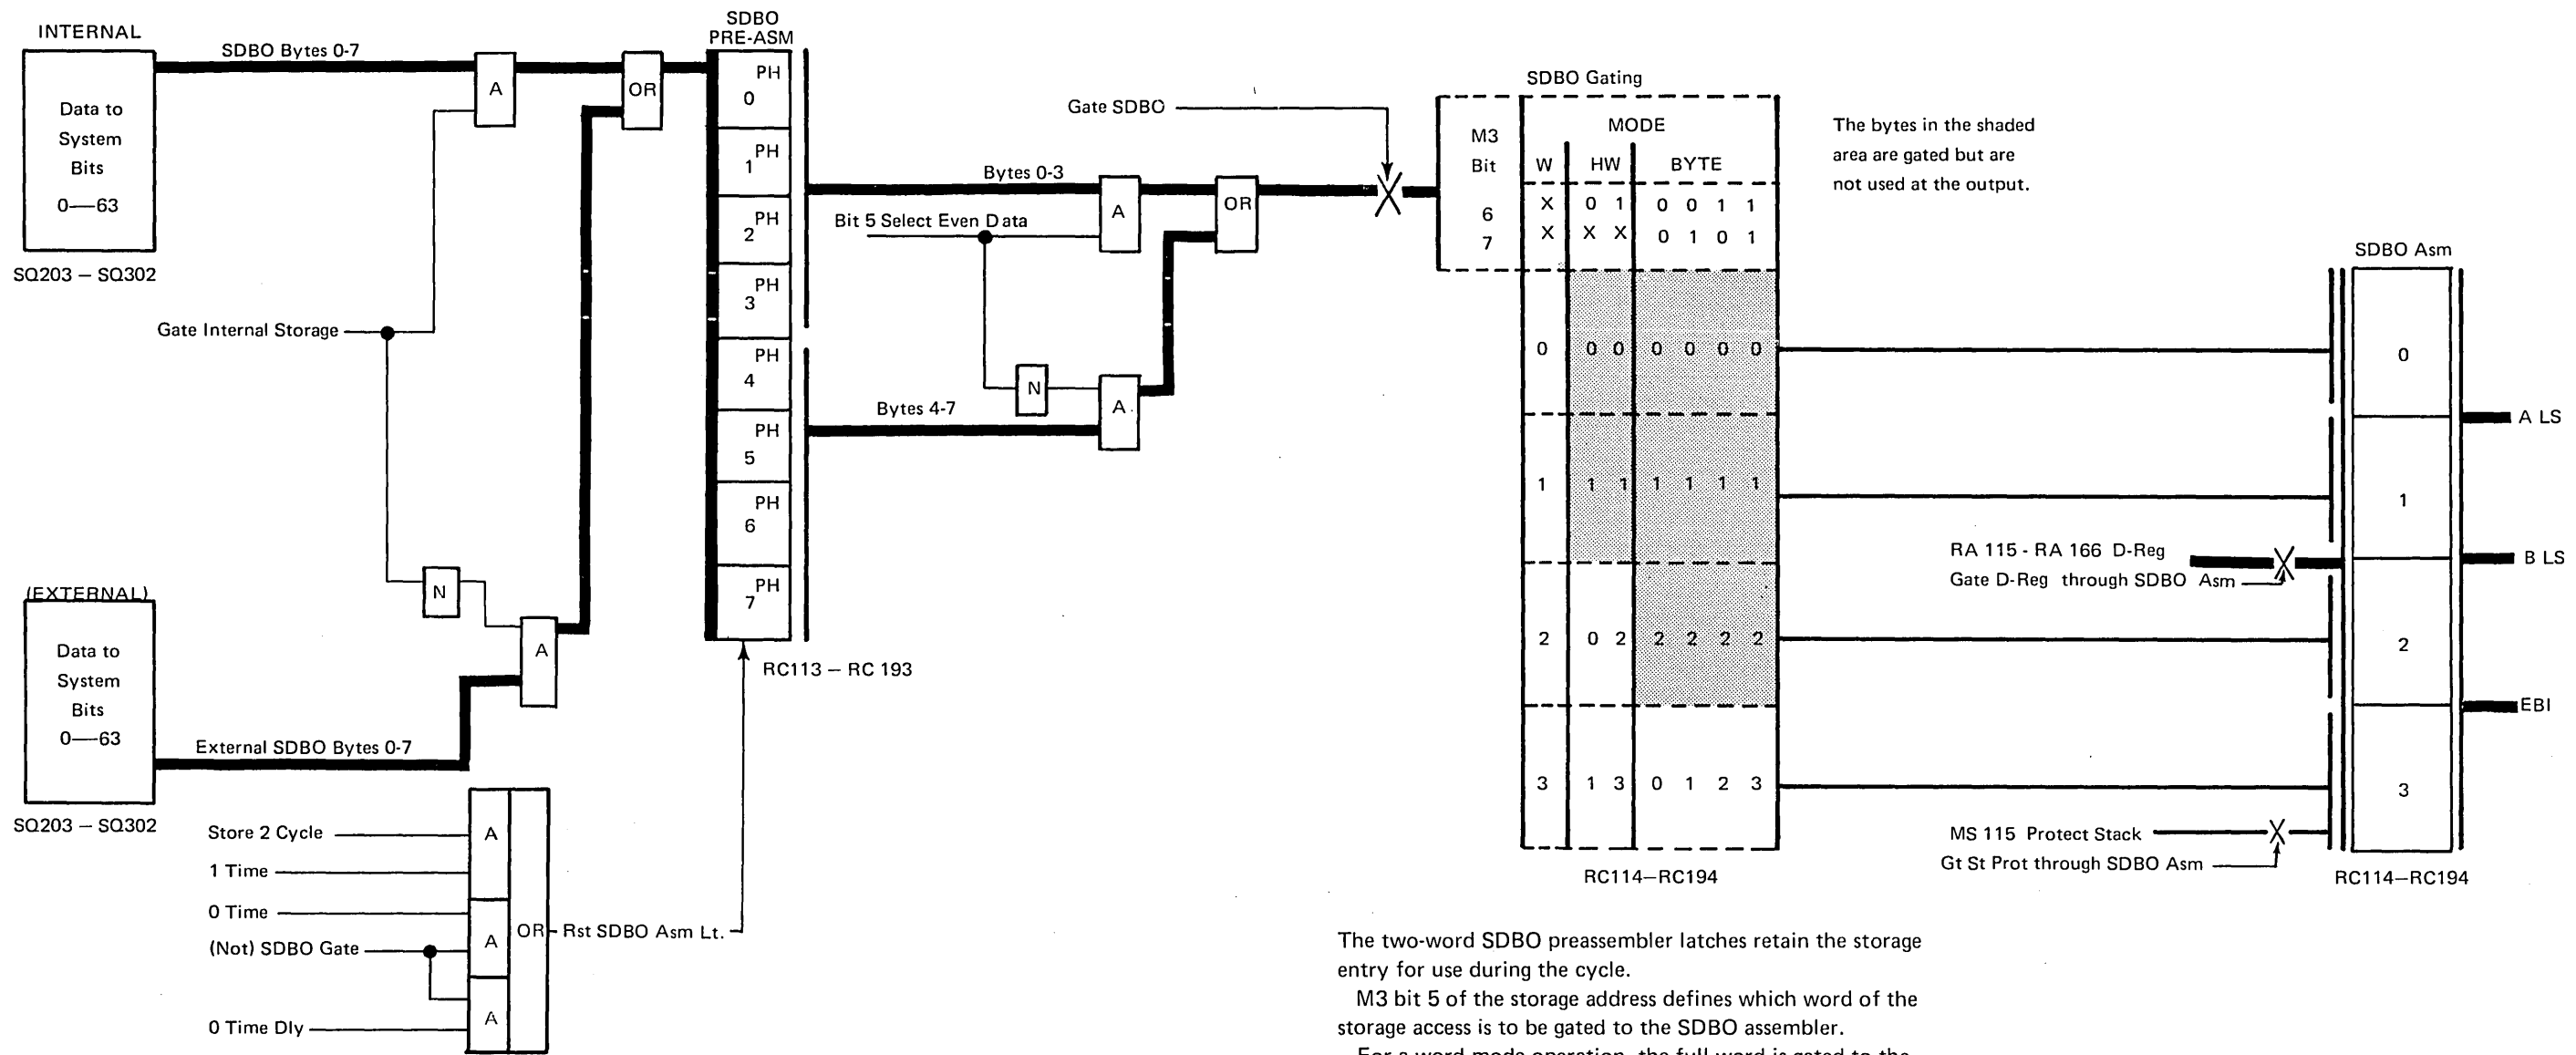 INTERNAL
Data to
System
Bits
0—63
SQ203 – SQ302
SDBO Bytes 0-7
A
OR
Gate Internal Storage
N
A
(EXTERNAL)
Data to
System
Bits
0—63
SQ203 – SQ302
External SDBO Bytes 0-7
Store 2 Cycle
1 Time
0 Time
(Not) SDBO Gate
0 Time Dly
A
A
A
OR
Rst SDBO Asm Lt.
SDBO
PRE-ASM
PH
0
PH
1
PH
2
PH
3
PH
4
PH
5
PH
6
PH
7
RC113 – RC 193
Bytes 0-3
Bit 5 Select Even Data
A
OR
N
A
Bytes 4-7
Gate SDBO
SDBO Gating
M3
Bit
6
7
MODE
W HW BYTE
X 0 1 0 0 1 1
X X X 0 1 0 1
0 0 0 0 0 0 0
1 1 1 1 1 1 1
2 0 2 2 2 2 2
3 1 3 0 1 2 3
RC114–RC194
The bytes in the shaded
area are gated but are
not used at the output.
RA 115 - RA 166 D-Reg
Gate D-Reg through SDBO Asm
MS 115 Protect Stack
Gt St Prot through SDBO Asm
SDBO Asm
0
1
2
3
RC114–RC194
A LS
B LS
EBI
The two-word SDBO preassembler latches retain the storage
entry for use during the cycle.
M3 bit 5 of the storage address defines which word of the
storage access is to be gated to the SDBO assembler.
For a word mode operation, the full word is gated to the